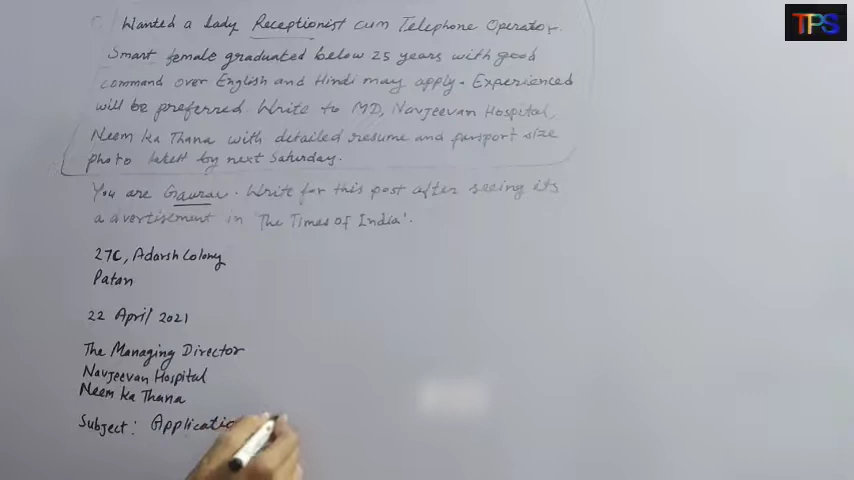 TPS
Wanted a lady Receptionist cum Telephone Operator.
Smart female graduated below 25 years with good
command over English and Hindi may apply. Experienced
will be preferred. Write to MD, Navjeevan Hospital,
Neem ka Thana with detailed resume and passport size
photo latest by next Saturday.
You are Gaurav. Write for this post after seeing its
a advertisement in 'The Times of India'.
27C, Adarsh Colony
Patan
22 April 2021
The Managing Director
Navjeevan Hospital
Neem ka Thana
Subject: Applicatio